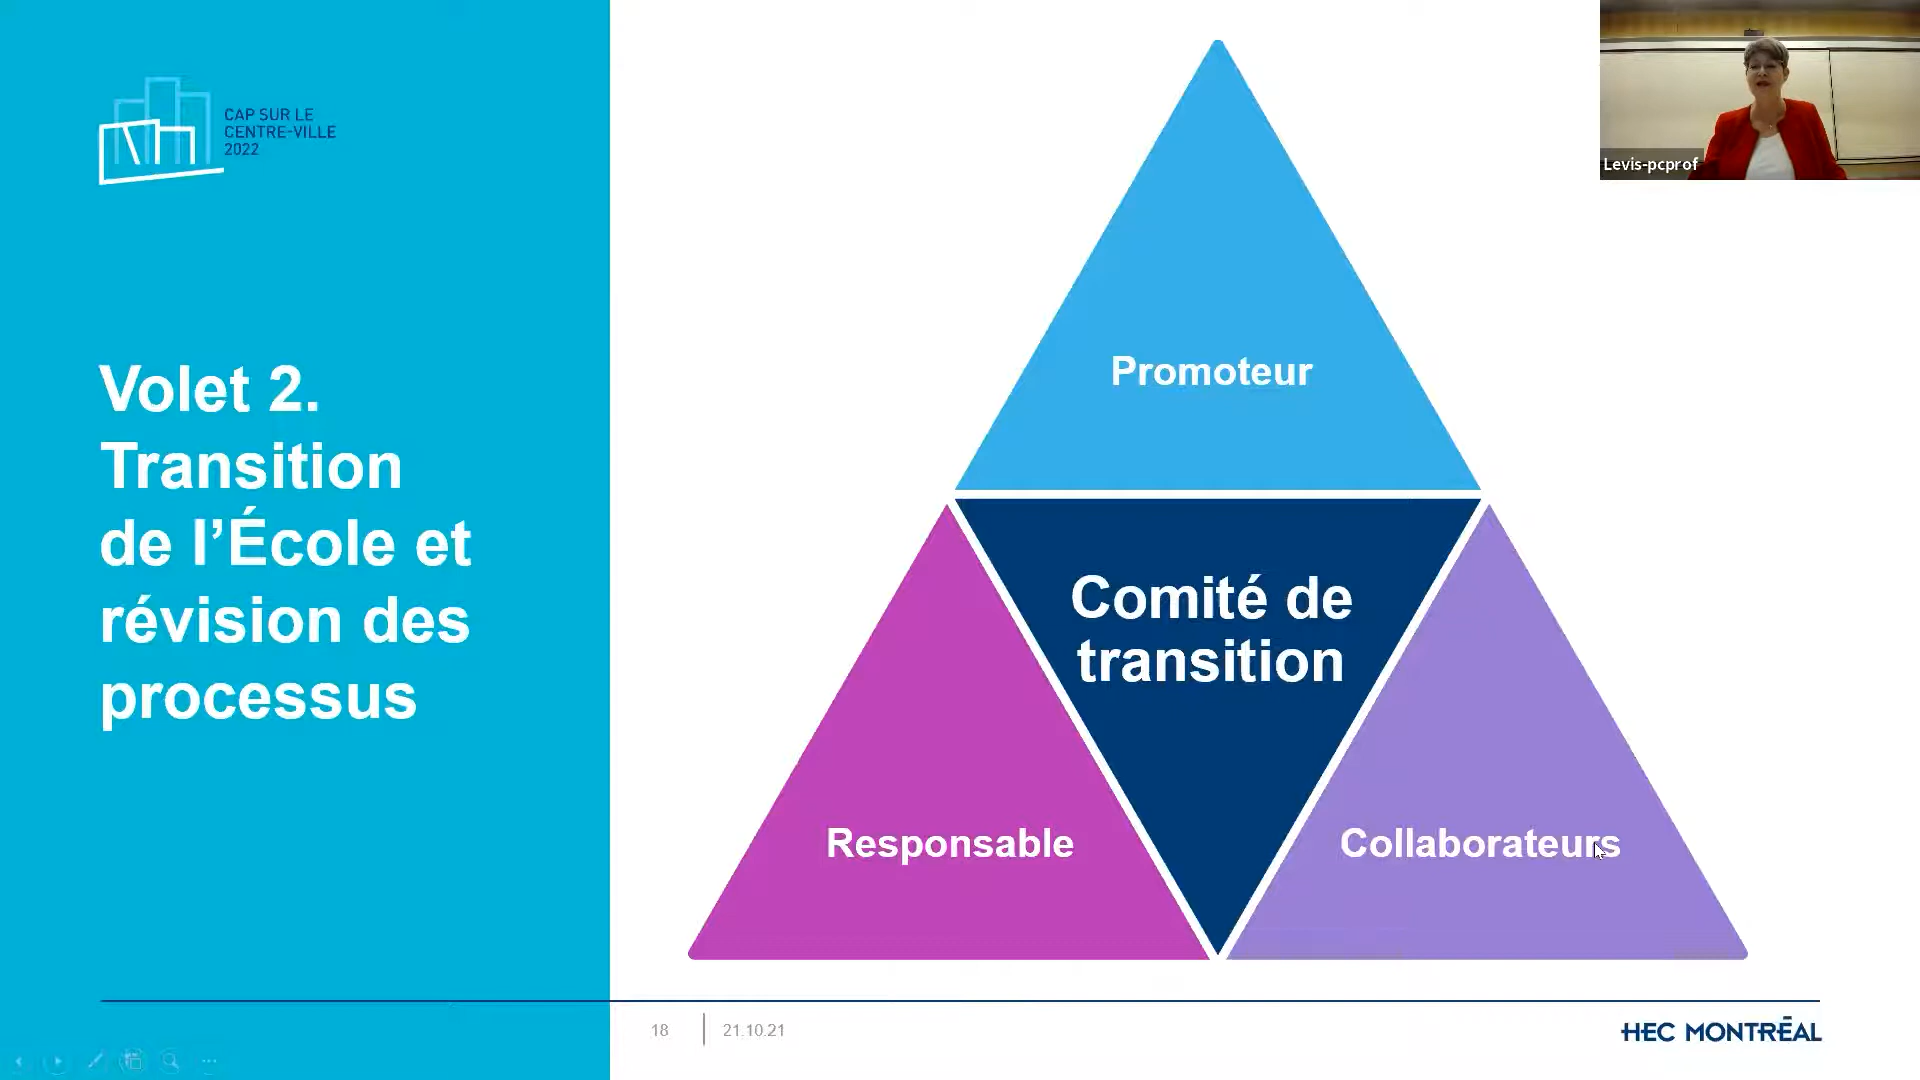 CAP SUR LE
CENTRE-VILLE
2022
Volet 2.
Transition
de l’École et
révision des
processus
Promoteur
Comité de
transition
Responsable
Collaborateurs
Levis-pcprof
18
21.10.21
HEC MONTRÉAL